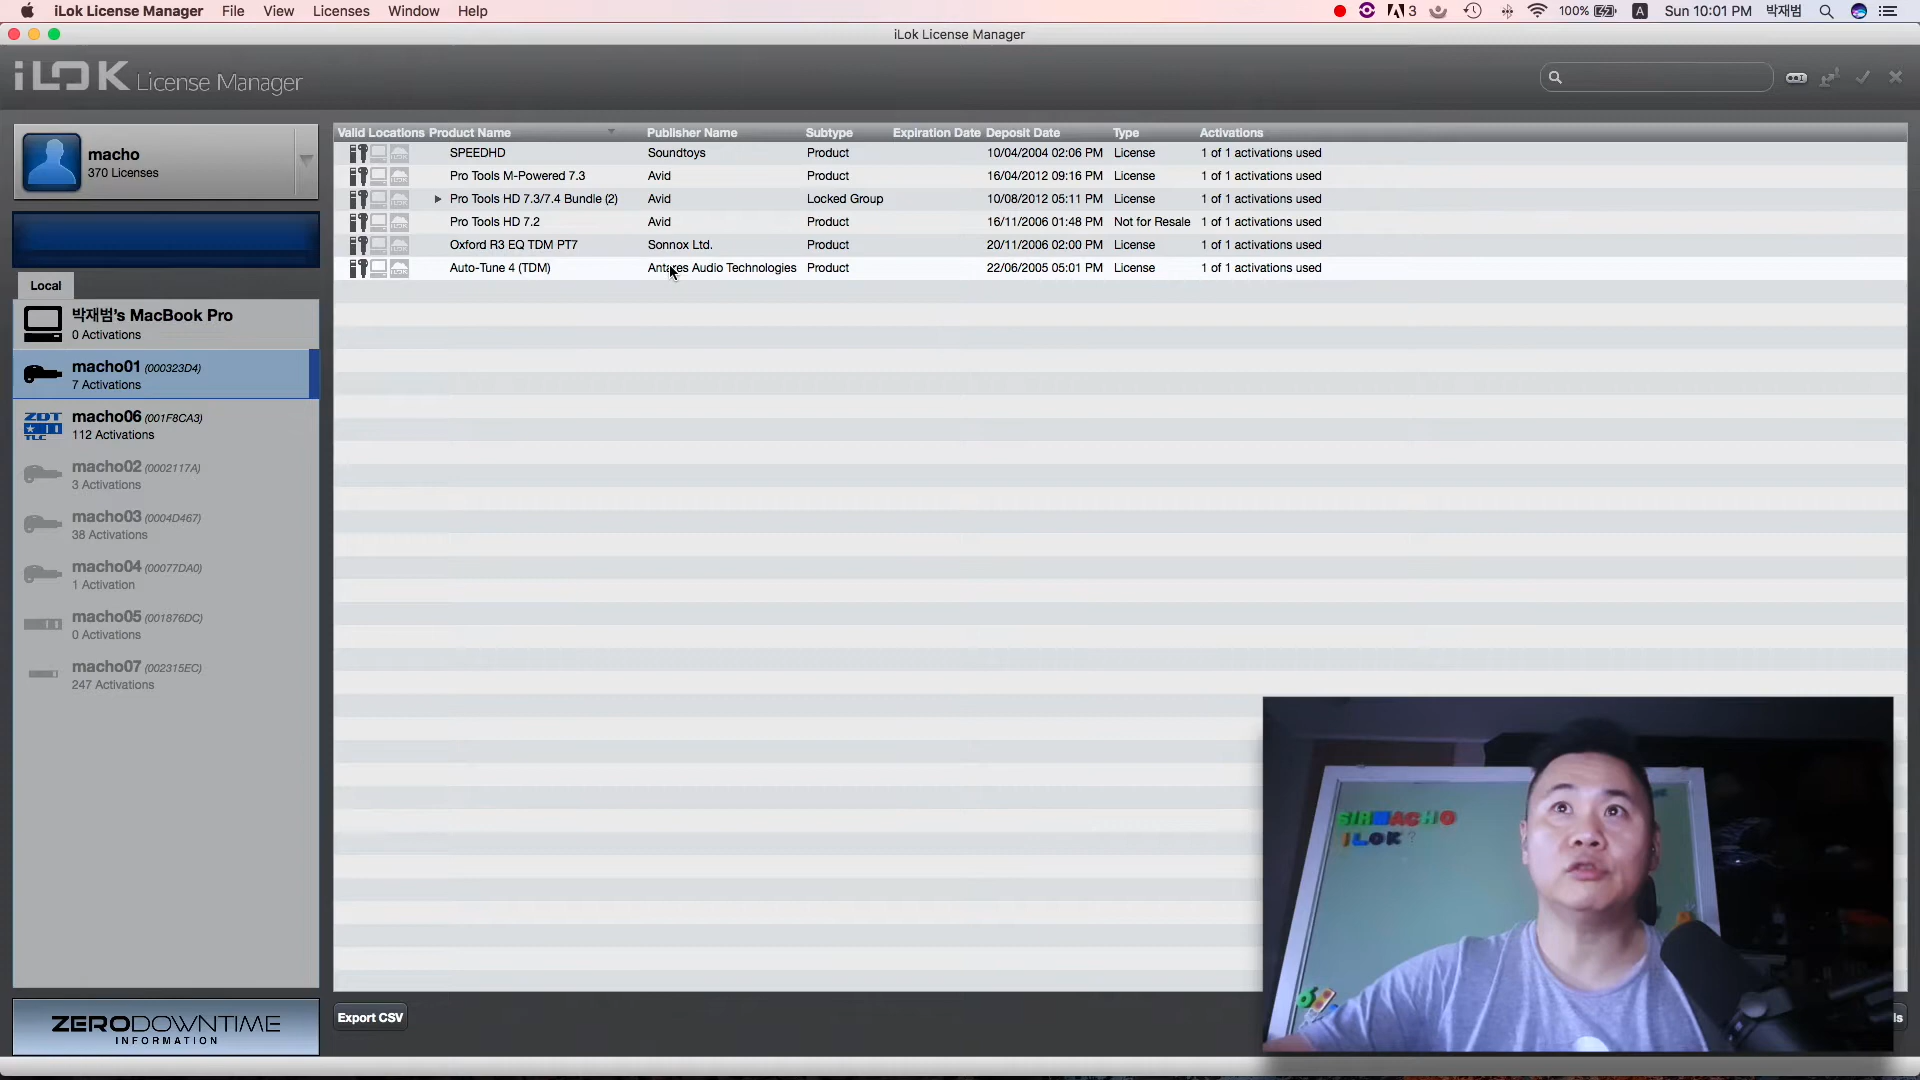 iLok License Manager File View Licenses Window Help
3 100% A Sun 10:01 PM 박재범
iLok License Manager
iLOK License Manager
macho
370 Licenses
Local
박재범's MacBook Pro
0 Activations
macho01 (000323D4)
7 Activations
ZDT TLC
macho06 (001F8CA3)
112 Activations
macho02 (0002117A)
3 Activations
macho03 (0004D467)
38 Activations
macho04 (00077DA0)
1 Activation
macho05 (001876DC)
0 Activations
macho07 (002315EC)
247 Activations
ZERODOWNTIME
INFORMATION
Valid Locations Product Name Publisher Name Subtype Expiration Date Deposit Date Type Activations
SPEEDHD Soundtoys Product 10/04/2004 02:06 PM License 1 of 1 activations used
Pro Tools M-Powered 7.3 Avid Product 16/04/2012 09:16 PM License 1 of 1 activations used
Pro Tools HD 7.3/7.4 Bundle (2) Avid Locked Group 10/08/2012 05:11 PM License 1 of 1 activations used
Pro Tools HD 7.2 Avid Product 16/11/2006 01:48 PM Not for Resale 1 of 1 activations used
Oxford R3 EQ TDM PT7 Sonnox Ltd. Product 20/11/2006 02:00 PM License 1 of 1 activations used
Auto-Tune 4 (TDM) Antares Audio Technologies Product 22/06/2005 05:01 PM License 1 of 1 activations used
Export CSV
SIRMACHO
iLOK?